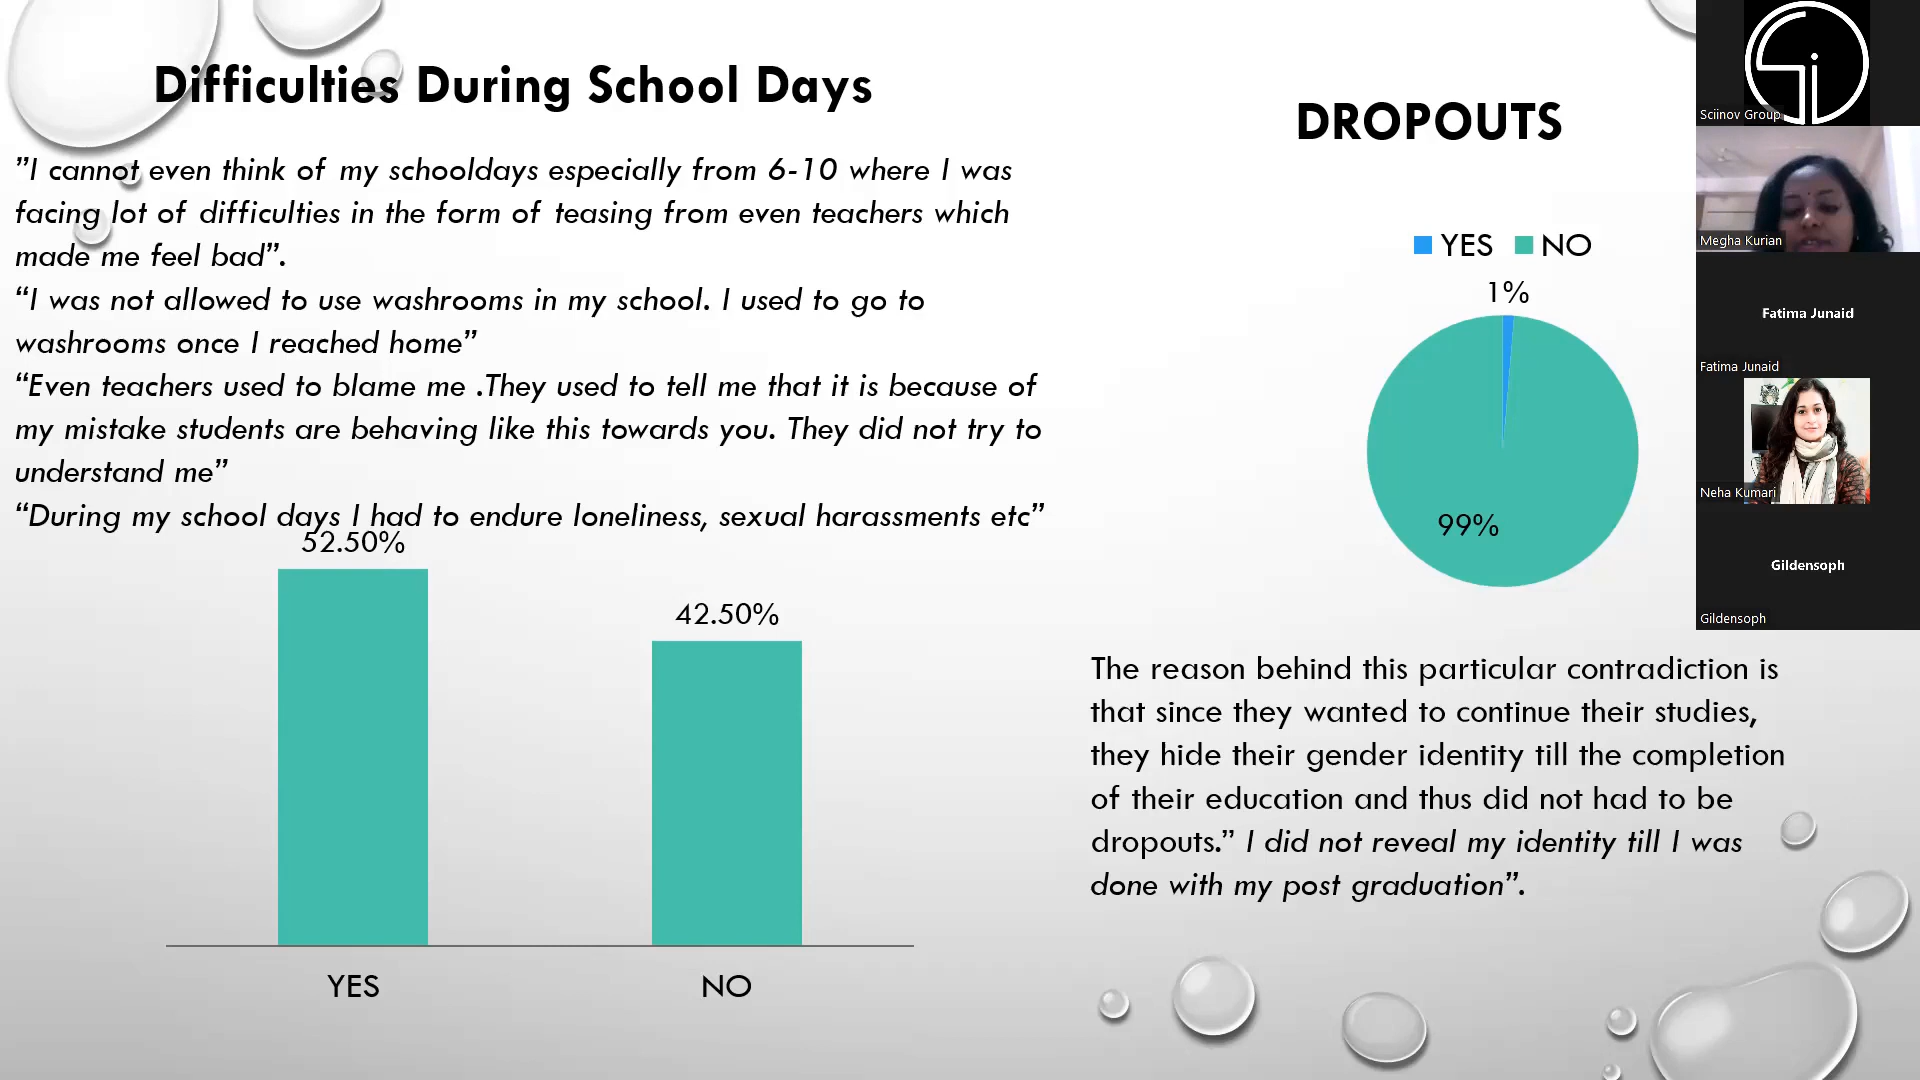 Difficulties During School Days
”I cannot even think of my schooldays especially from 6-10 where I was
facing lot of difficulties in the form of teasing from even teachers which
made me feel bad”.
“I was not allowed to use washrooms in my school. I used to go to
washrooms once I reached home”
“Even teachers used to blame me .They used to tell me that it is because of
my mistake students are behaving like this towards you. They did not try to
understand me”
“During my school days I had to endure loneliness, sexual harassments etc”
52.50%
42.50%
YES
NO
DROPOUTS
YES NO
1%
99%
The reason behind this particular contradiction is
that since they wanted to continue their studies,
they hide their gender identity till the completion
of their education and thus did not had to be
dropouts.” I did not reveal my identity till I was
done with my post graduation”.
Sciinov Group
Megha Kurian
Fatima Junaid
Fatima Junaid
Neha Kumari
Gildensoph
Gildensoph